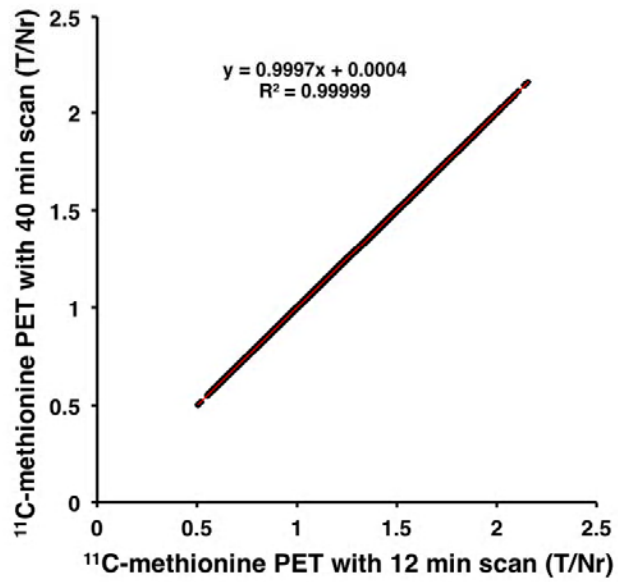 2.5
y = 0.9997x + 0.0004
R² = 0.99999
2
1.5
1
0.5
0
0 0.5 1 1.5 2 2.5
¹¹C-methionine PET with 12 min scan (T/Nr)
¹¹C-methionine PET with 40 min scan (T/Nr)